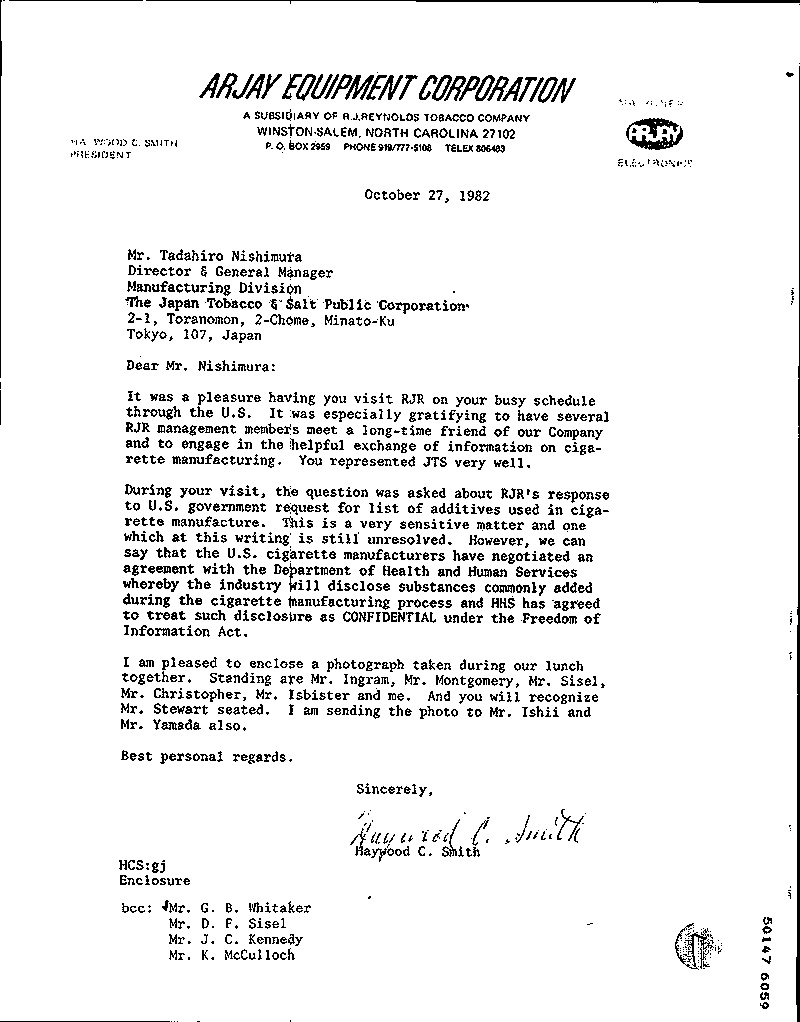 ARJAY EQUIPMENT CORPORATION
A SUBSIDIARY OF R.J.REYNOLDS TOBACCO COMPANY
WINSTON-SALEM, NORTH CAROLINA 27102
P. O. BOX 2959 PHONE 919/777-5108 TELEX 806483
WOOD C. SMITH
PRESIDENT
ARJAY
October 27, 1982
Mr. Tadahiro Nishimura
Director & General Manager
Manufacturing Division
The Japan Tobacco & Salt Public Corporation
2-1, Toranomon, 2-Chome, Minato-Ku
Tokyo, 107, Japan
Dear Mr. Nishimura:
It was a pleasure having you visit RJR on your busy schedule
through the U.S. It was especially gratifying to have several
RJR management members meet a long-time friend of our Company
and to engage in the helpful exchange of information on ciga-
rette manufacturing. You represented JTS very well.
During your visit, the question was asked about RJR's response
to U.S. government request for list of additives used in ciga-
rette manufacture. This is a very sensitive matter and one
which at this writing is still unresolved. However, we can
say that the U.S. cigarette manufacturers have negotiated an
agreement with the Department of Health and Human Services
whereby the industry will disclose substances commonly added
during the cigarette manufacturing process and HHS has agreed
to treat such disclosure as CONFIDENTIAL under the Freedom of
Information Act.
I am pleased to enclose a photograph taken during our lunch
together. Standing are Mr. Ingram, Mr. Montgomery, Mr. Sisel,
Mr. Christopher, Mr. Isbister and me. And you will recognize
Mr. Stewart seated. I am sending the photo to Mr. Ishii and
Mr. Yamada also.
Best personal regards.
Sincerely,
Haywood C. Smith
Haywood C. Smith
HCS:gj
Enclosure
bcc: Mr. G. B. Whitaker
Mr. D. F. Sisel
Mr. J. C. Kennedy
Mr. K. McCulloch
50147 6059